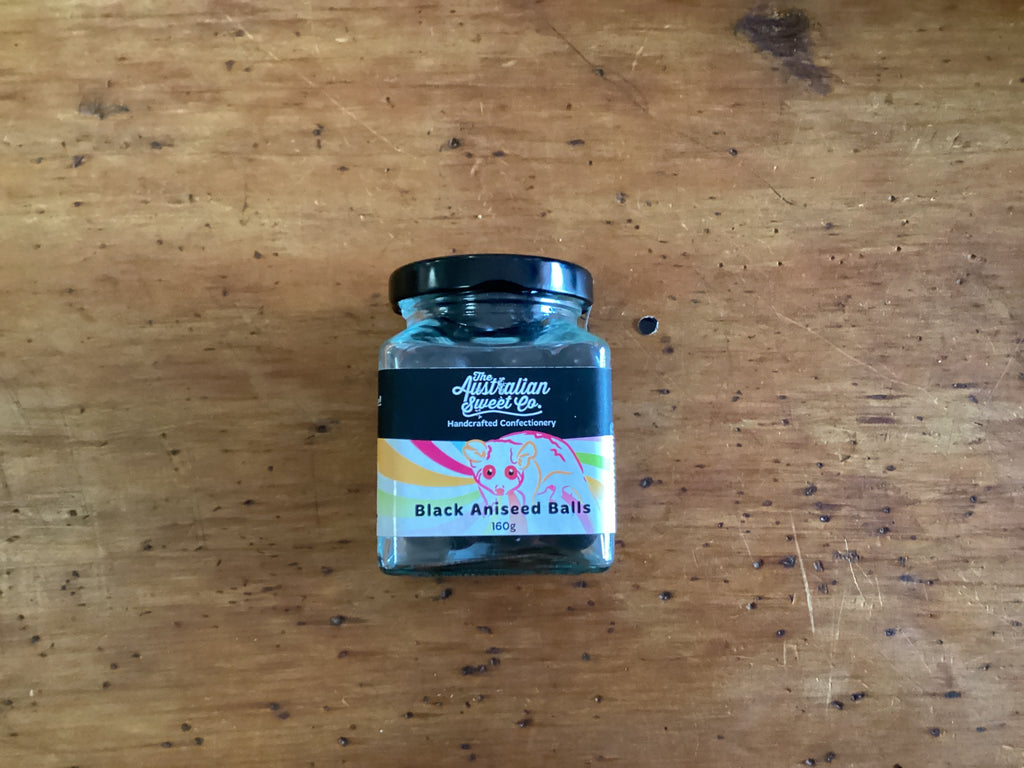 The
Australian
Sweet Co.
Handcrafted Confectionery
Black Aniseed Balls
160g